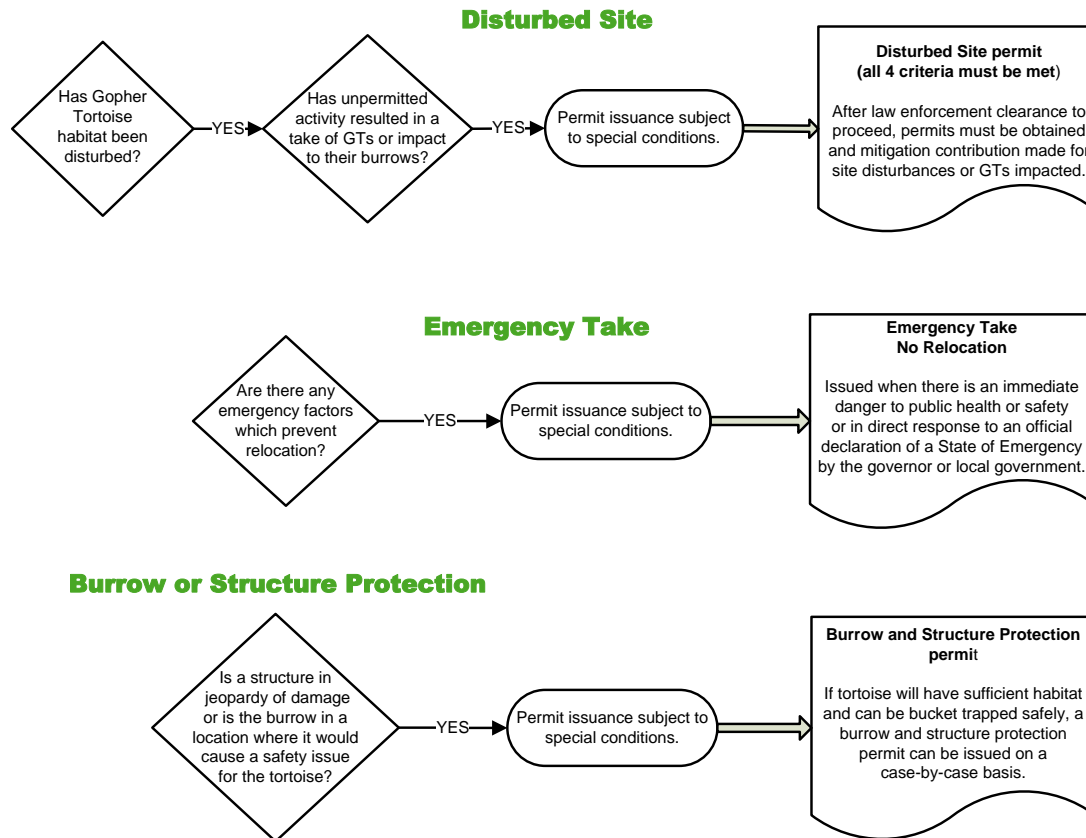 Disturbed Site
Has Gopher
Tortoise
habitat been
disturbed?
YES
Has unpermitted
activity resulted in a
take of GTs or impact
to their burrows?
YES
Permit issuance subject
to special conditions.
Disturbed Site permit
(all 4 criteria must be met)
After law enforcement clearance to
proceed, permits must be obtained
and mitigation contribution made for
site disturbances or GTs impacted.
Emergency Take
Are there any
emergency factors
which prevent
relocation?
YES
Permit issuance subject to
special conditions.
Emergency Take
No Relocation
Issued when there is an immediate
danger to public health or safety
or in direct response to an official
declaration of a State of Emergency
by the governor or local government.
Burrow or Structure Protection
Is a structure in
jeopardy of damage
or is the burrow in a
location where it would
cause a safety issue
for the tortoise?
YES
Permit issuance subject to
special conditions.
Burrow and Structure Protection
permit
If tortoise will have sufficient habitat
and can be bucket trapped safely, a
burrow and structure protection
permit can be issued on a
case-by-case basis.